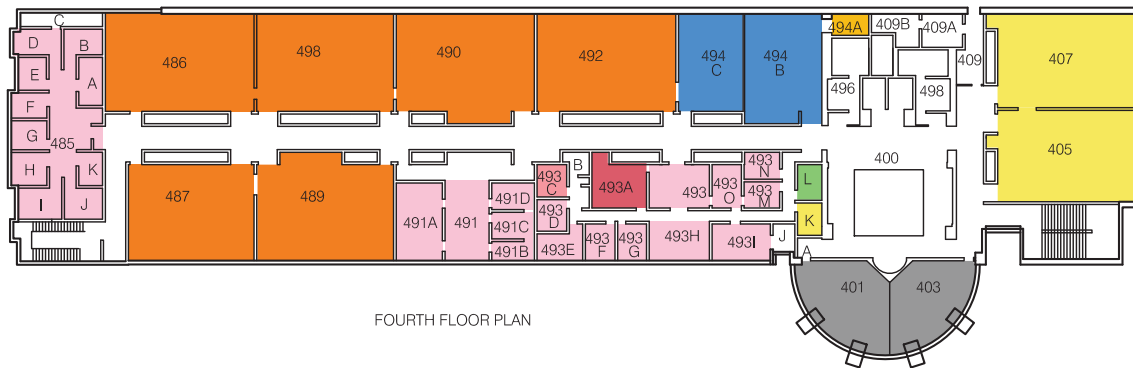 C
D
B
486
498
490
492
494
C
494
B
494A
409B
409A
409
407
E
A
F
496
498
G
485
H
K
I
J
487
489
491A
491
491D
491C
491B
493
C
B
493A
493
493
O
493
N
493
M
L
K
400
405
493
D
493E
493
F
493
G
493H
493I
J
A
401
403
FOURTH FLOOR PLAN